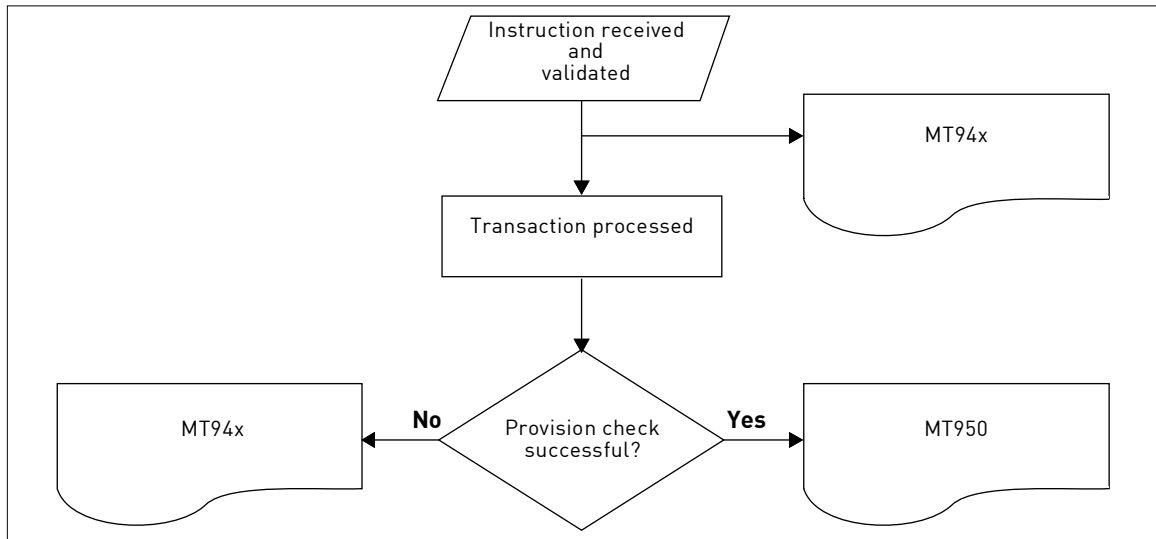 Instruction received
and
validated
MT94x
Transaction processed
No
Yes
MT94x
Provision check
successful?
MT950